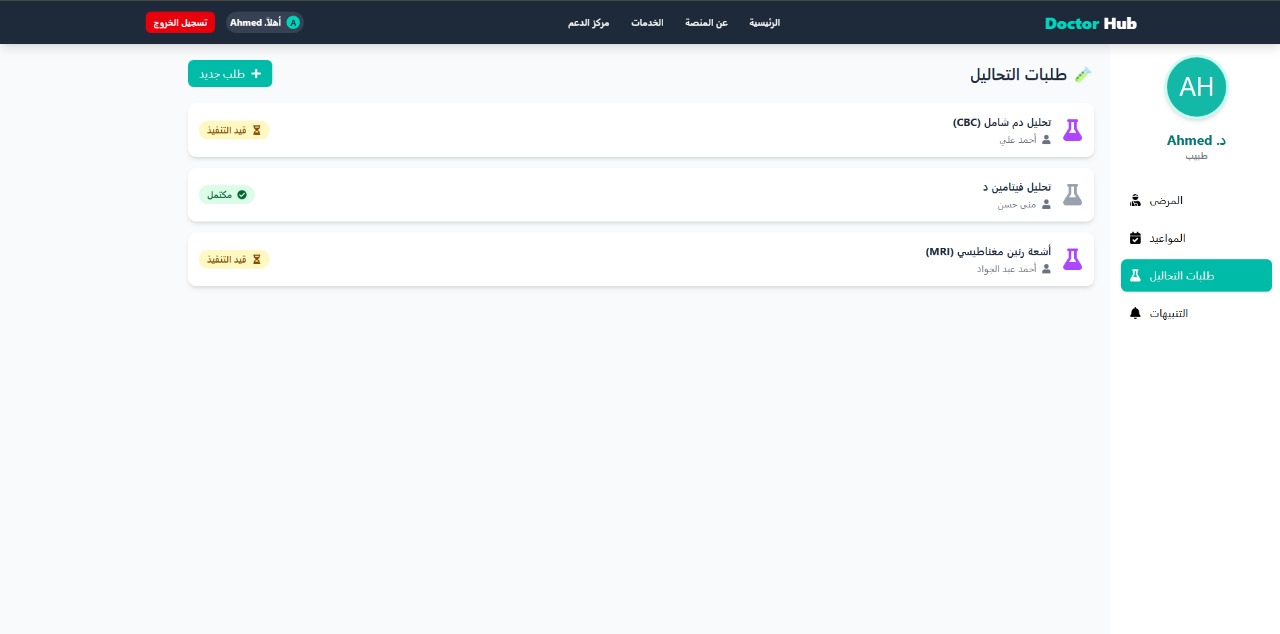 Doctor Hub
الرئيسية
عن المنصة
الخدمات
مركز الدعم
A أهلاً، Ahmed
تسجيل الخروج
AH
د. Ahmed
طبيب
المرضى
المواعيد
طلبات التحاليل
التنبيهات
طلبات التحاليل
طلب جديد
تحليل دم شامل (CBC)
أحمد علي
قيد التنفيذ
تحليل فيتامين د
منى حسن
مكتمل
أشعة رنين مغناطيسي (MRI)
أحمد عبد الجواد
قيد التنفيذ